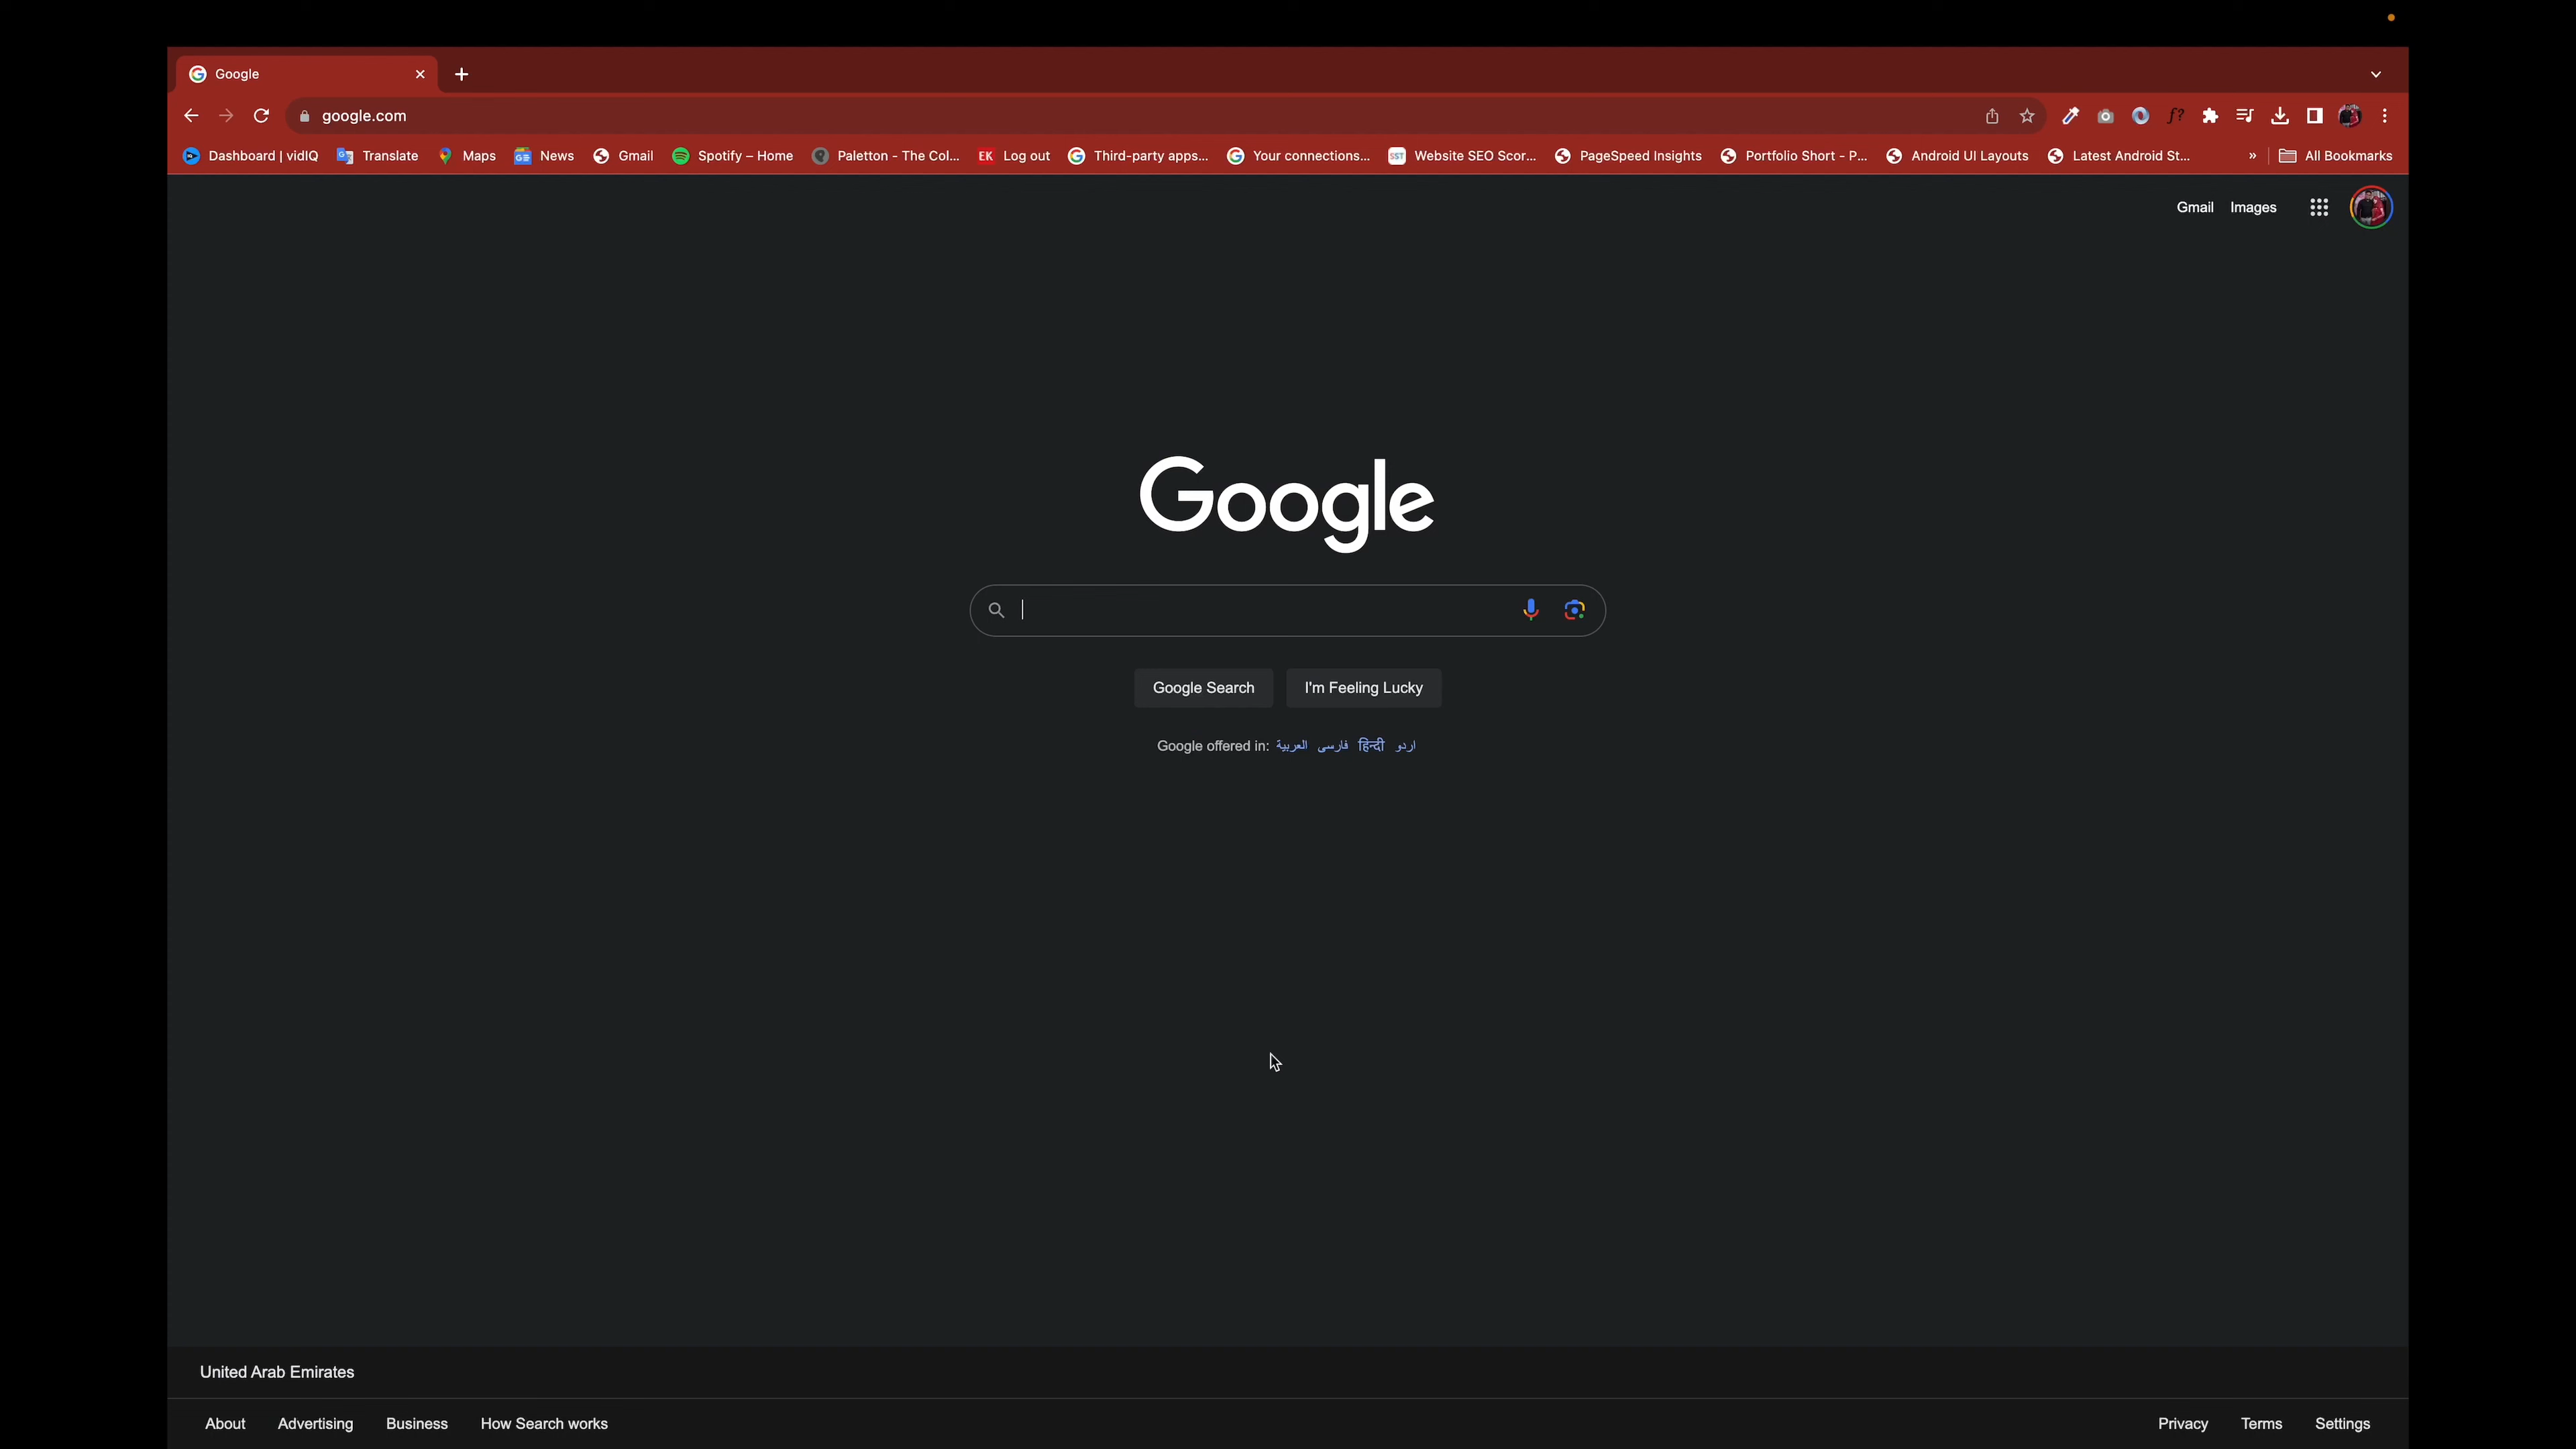 Google
google.com
Dashboard | vidIQ Translate Maps News Gmail Spotify – Home Paletton - The Col... EK Log out Third-party apps... Your connections... SST Website SEO Scor... PageSpeed Insights Portfolio Short - P... Android UI Layouts Latest Android St... » All Bookmarks
Gmail Images
Google
Google Search I'm Feeling Lucky
Google offered in: العربية فارسی हिन्दी اردو
United Arab Emirates
About Advertising Business How Search works Privacy Terms Settings